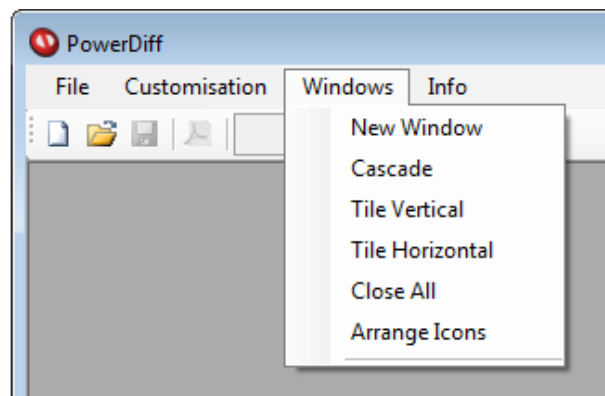 PowerDiff
File Customisation Windows Info
New Window
Cascade
Tile Vertical
Tile Horizontal
Close All
Arrange Icons